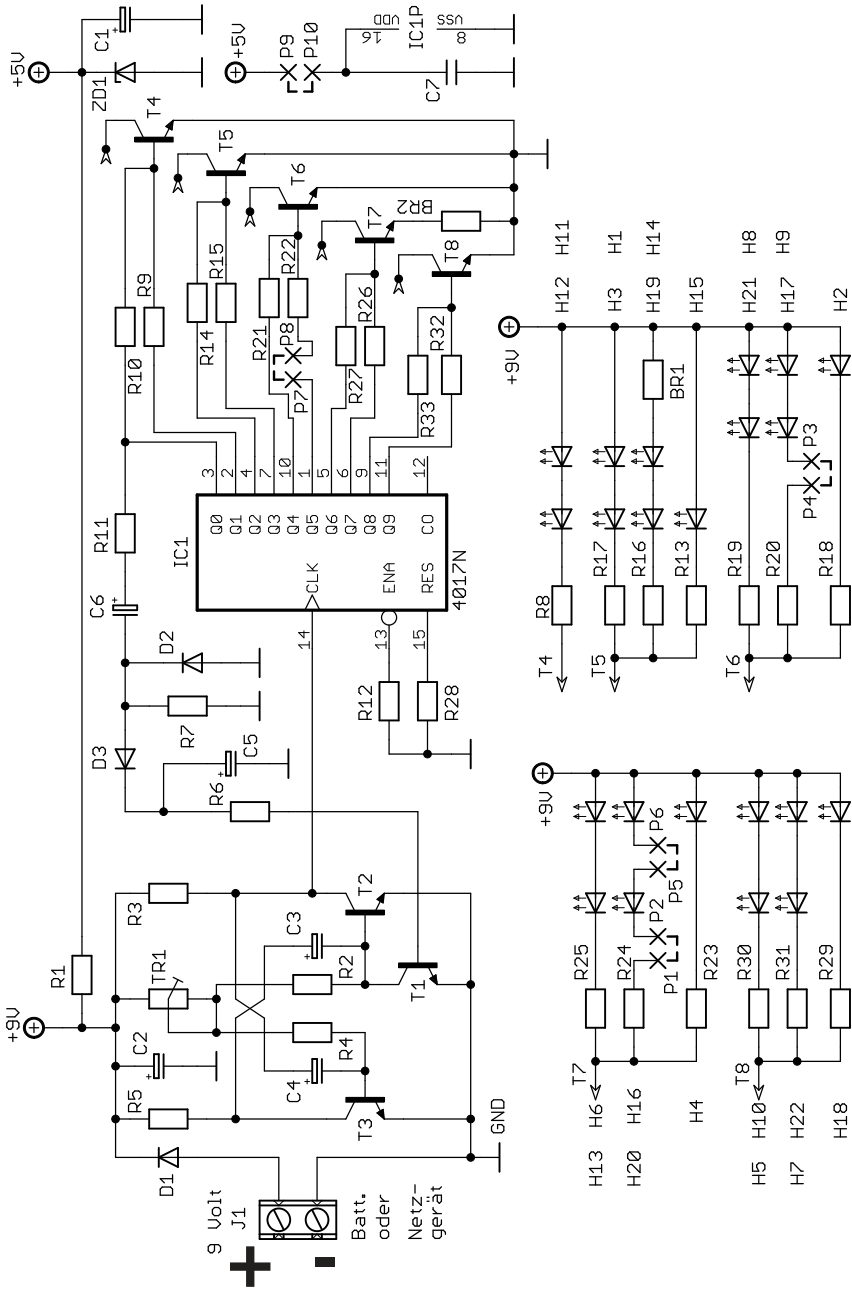 +9V
+5V
+5V
R1
C1
ZD1
P9
P10
16
VDD
IC1P
VSS
8
C7
9 Volt
J1
+
-
Batt.
oder
Netz-
gerät
D1
R5
C2
TR1
R3
C4
R4
R2
C3
T3
T1
T2
GND
R6
C5
D3
R7
D2
C6
R11
R12
R28
14
13
15
IC1
CLK
ENA
RES
4017N
Q0
Q1
Q2
Q3
Q4
Q5
Q6
Q7
Q8
Q9
CO
3
2
4
7
10
1
5
6
9
11
12
R10
R9
R14
R15
R21
R22
P7
P8
R27
R26
R33
R32
T4
T5
T6
T7
BR2
T8
+9V
T7
H13
H6
R25
H20
H16
R24
P1
P2
P5
P6
H4
R23
T8
H5
H10
R30
H7
H22
R31
H18
R29
+9V
T4
R8
H12
H11
T5
R17
H3
H1
R16
BR1
H19
H14
R13
H15
T6
R19
H21
H8
R20
P4
P3
H17
H9
R18
H2